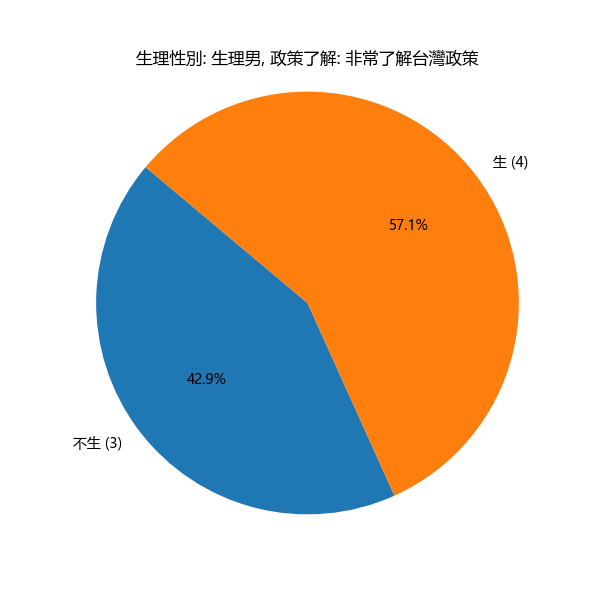 生理性別: 生理男, 政策了解: 非常了解台灣政策
生 (4)
57.1%
42.9%
不生 (3)